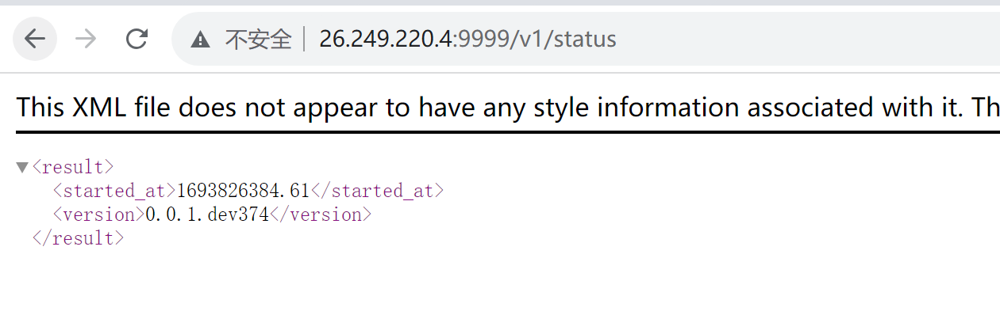 不安全 26.249.220.4:9999/v1/status
This XML file does not appear to have any style information associated with it. Th
<result>
<started_at>1693826384.61</started_at>
<version>0.0.1.dev374</version>
</result>